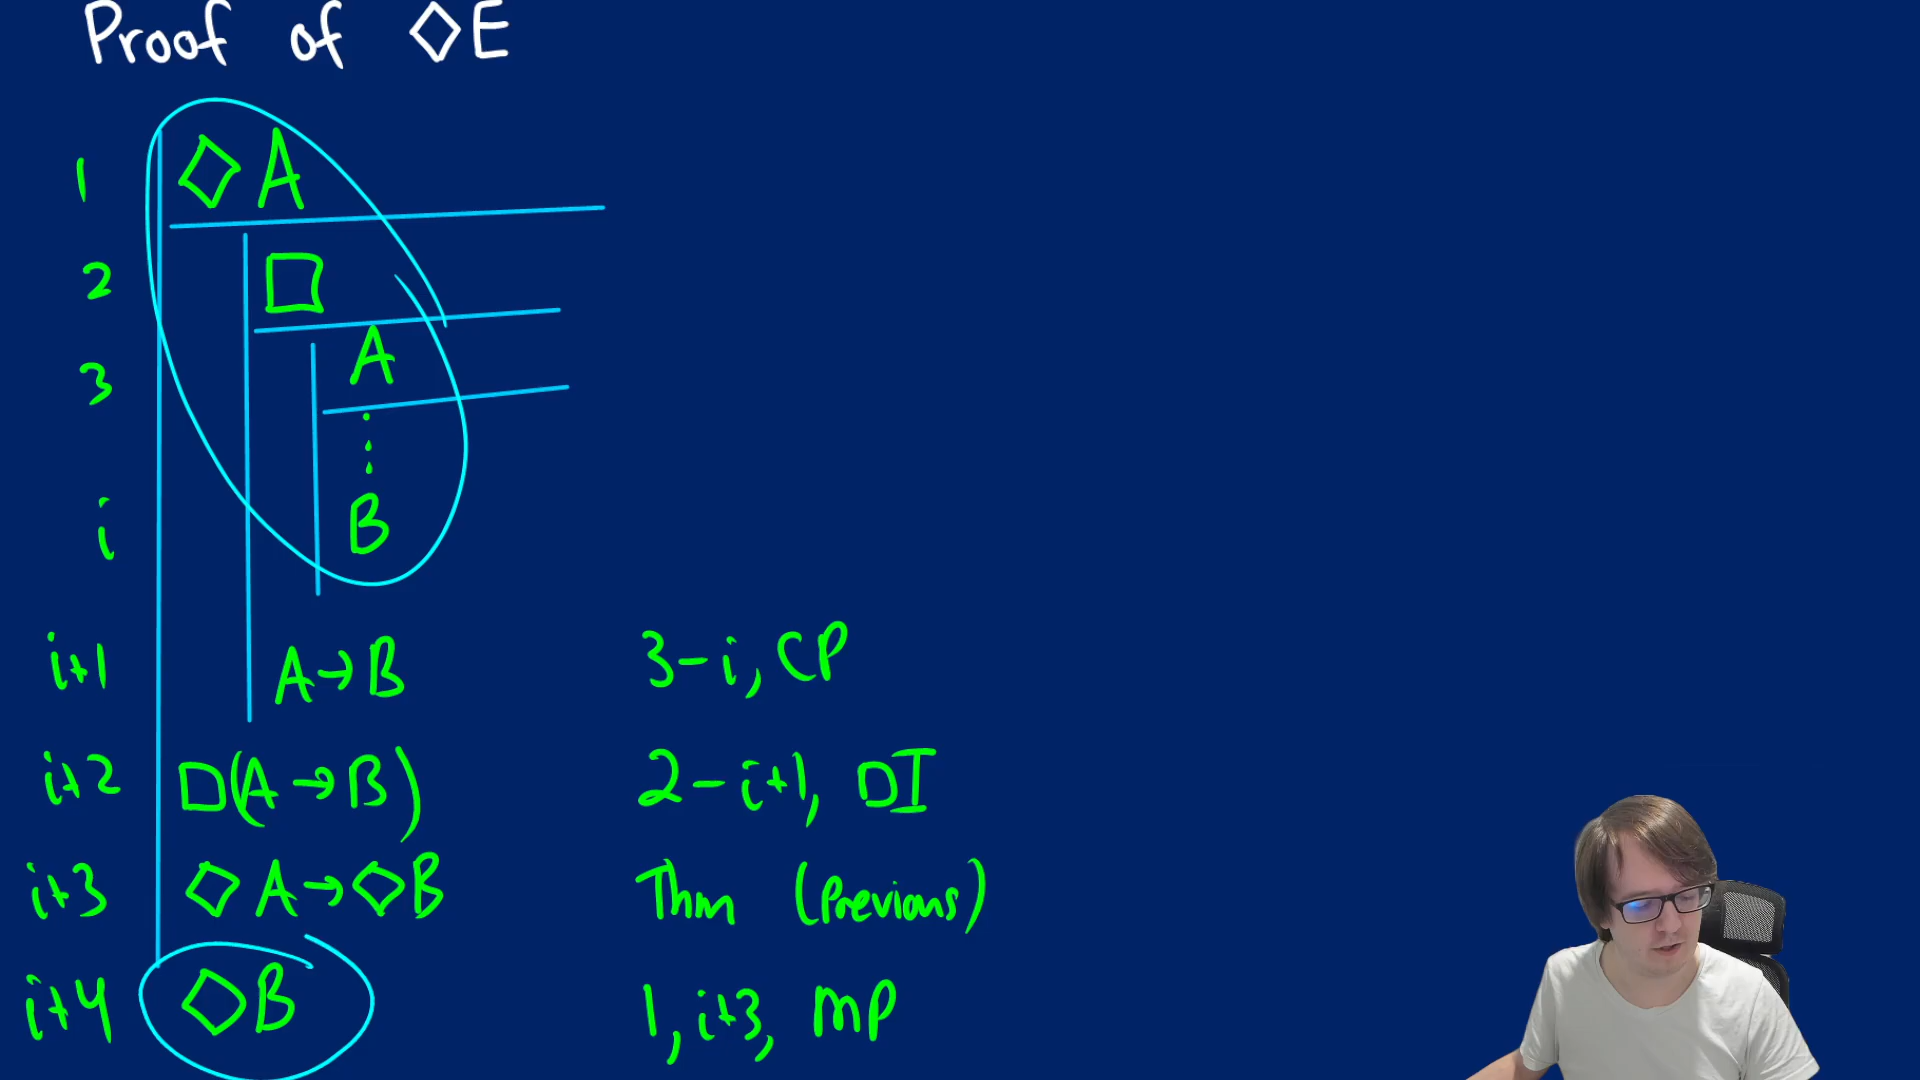 Proof of ◇E
1 ◇A
2 □
3 A
⋮
i B
i+1 A→B 3-i, CP
i+2 □(A→B) 2-i+1, □I
i+3 ◇A→◇B Thm (Previous)
i+4 ◇B 1, i+3, MP